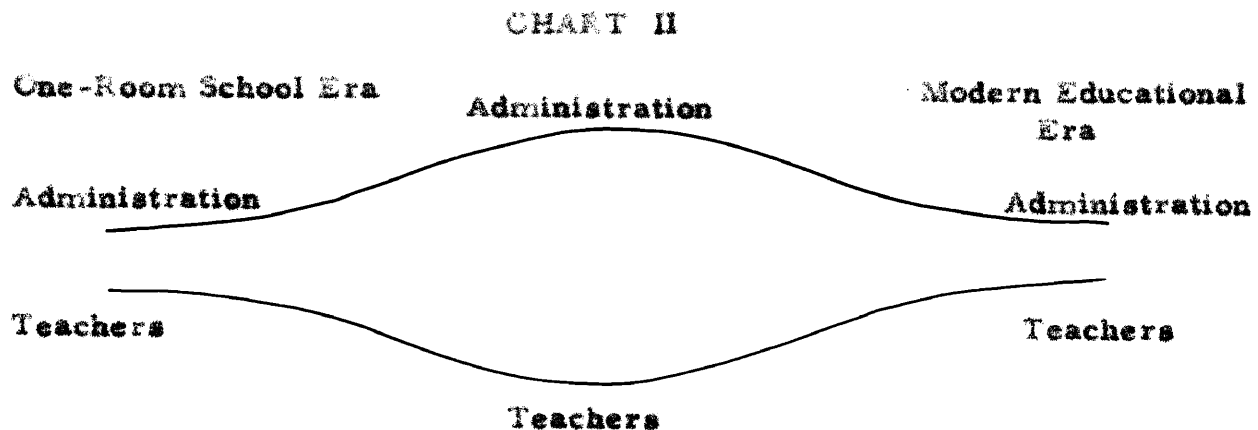 CHART II
One-Room School Era
Administration
Modern Educational
Era
Administration
Administration
Teachers
Teachers
Teachers